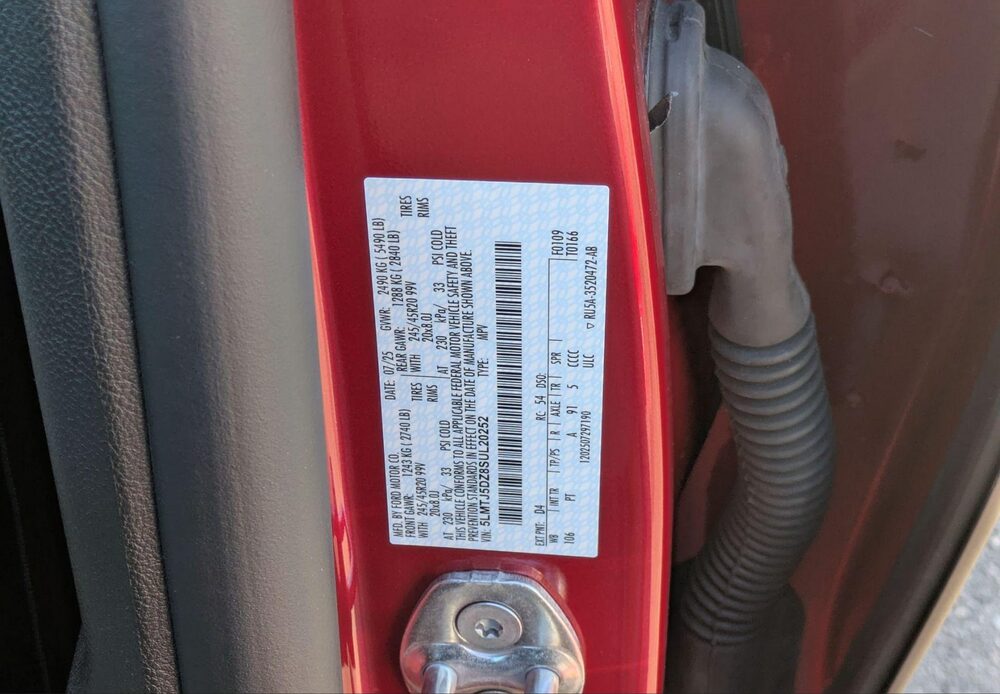 MFD. BY FORD MOTOR CO. DATE: 07/25 GVWR: 2490 KG ( 5490 LB)
FRONT GAWR: 1243 KG ( 2740 LB) REAR GAWR: 1288 KG ( 2840 LB)
WITH 245/45R20 99V TIRES WITH 245/45R20 99V TIRES
20x8.0J RIMS 20x8.0J RIMS
AT 230 kPa/ 33 PSI COLD AT 230 kPa/ 33 PSI COLD
THIS VEHICLE CONFORMS TO ALL APPLICABLE FEDERAL MOTOR VEHICLE SAFETY AND THEFT
PREVENTION STANDARDS IN EFFECT ON THE DATE OF MANUFACTURE SHOWN ABOVE.
VIN: 5LMTJ5DZ8SUL20252 TYPE: MPV
EXT PNT: D4 RC: 54 DSO: F0109
WB INT TR TP/PS R AXLE TR SPR T0166
106 PT A 91 5 CCCC
ULC
1202507297190 ▽ RU5A-3520472-AB